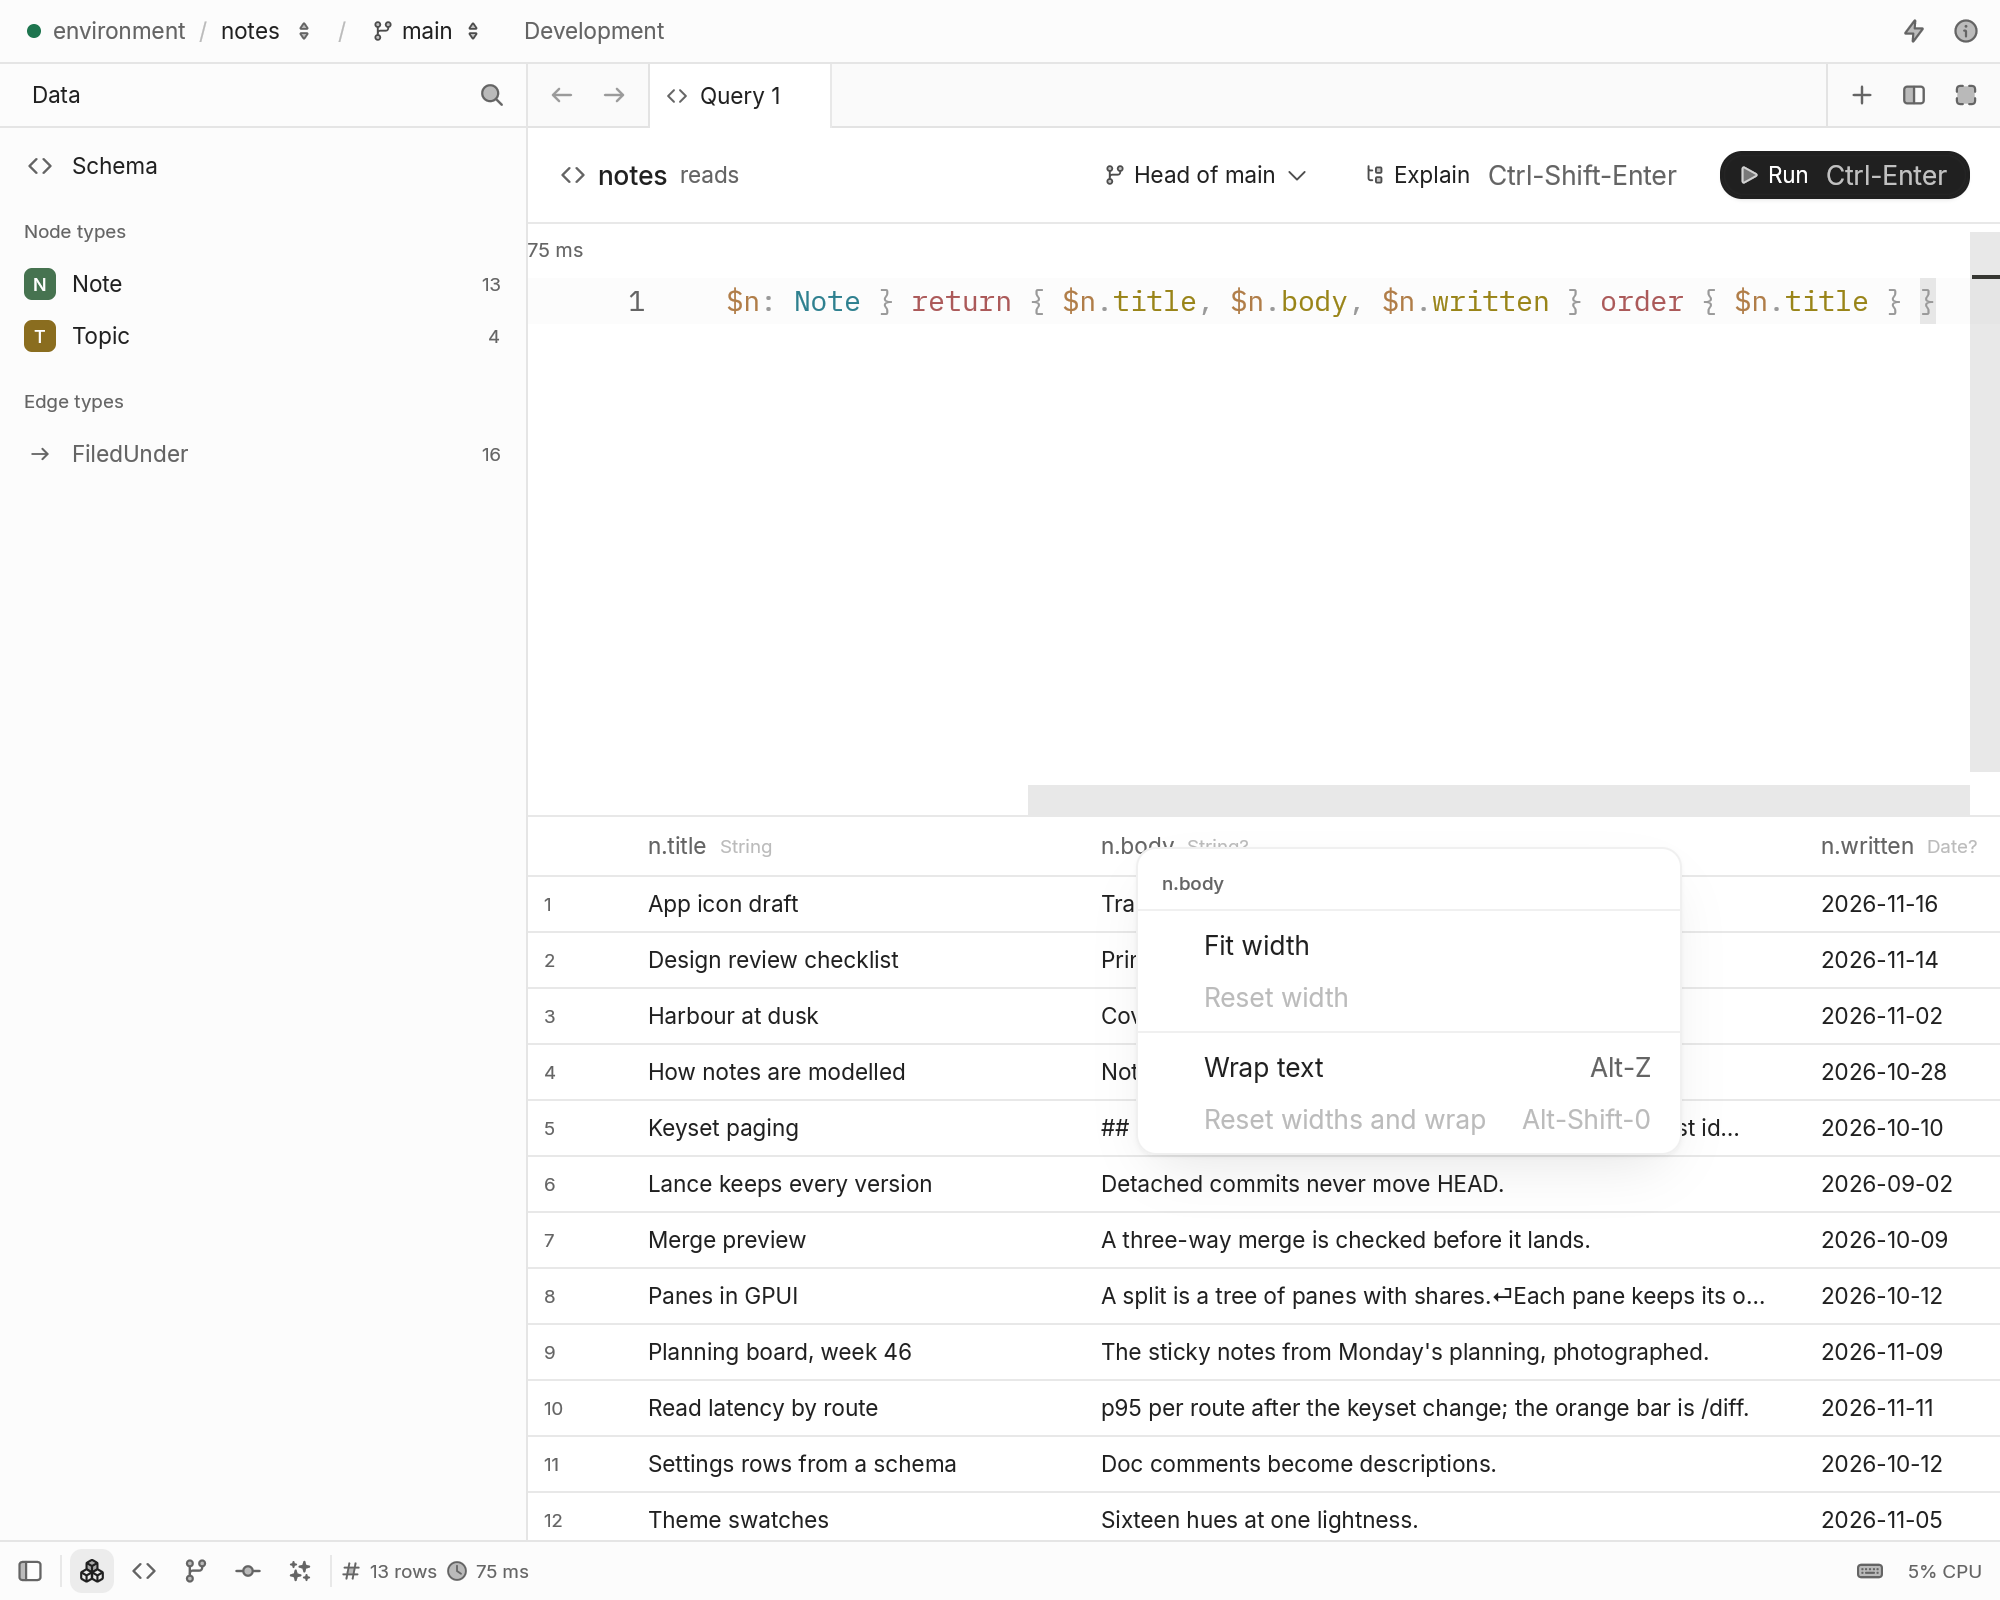 environment / notes / main Development
Data
Query 1
Schema
notes reads Head of main Explain Ctrl-Shift-Enter Run Ctrl-Enter
Node types
75 ms
N Note 13
1 $n: Note } return { $n.title, $n.body, $n.written } order { $n.title } }
T Topic 4
Edge types
FiledUnder 16
n.title String n.body String? n.written Date?
n.body
1 App icon draft Tra 2026-11-16
Fit width
2 Design review checklist Prin 2026-11-14
Reset width
3 Harbour at dusk Cov 2026-11-02
Wrap text Alt-Z
4 How notes are modelled Not 2026-10-28
Reset widths and wrap Alt-Shift-0
5 Keyset paging ## st id... 2026-10-10
6 Lance keeps every version Detached commits never move HEAD. 2026-09-02
7 Merge preview A three-way merge is checked before it lands. 2026-10-09
8 Panes in GPUI A split is a tree of panes with shares.↵Each pane keeps its o... 2026-10-12
9 Planning board, week 46 The sticky notes from Monday's planning, photographed. 2026-11-09
10 Read latency by route p95 per route after the keyset change; the orange bar is /diff. 2026-11-11
11 Settings rows from a schema Doc comments become descriptions. 2026-10-12
12 Theme swatches Sixteen hues at one lightness. 2026-11-05
13 rows 75 ms 5% CPU